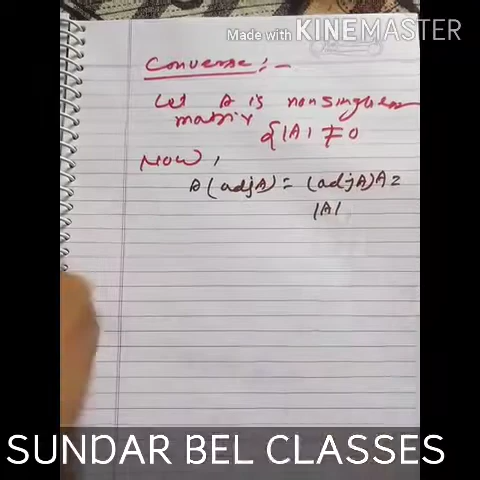 Made with KINEMASTER
Converse:-
Let A is nonsingular
matrix
{|A| ≠ 0
Now,
A(adjA) = (adjA)A =
|A|
SUNDAR BEL CLASSES